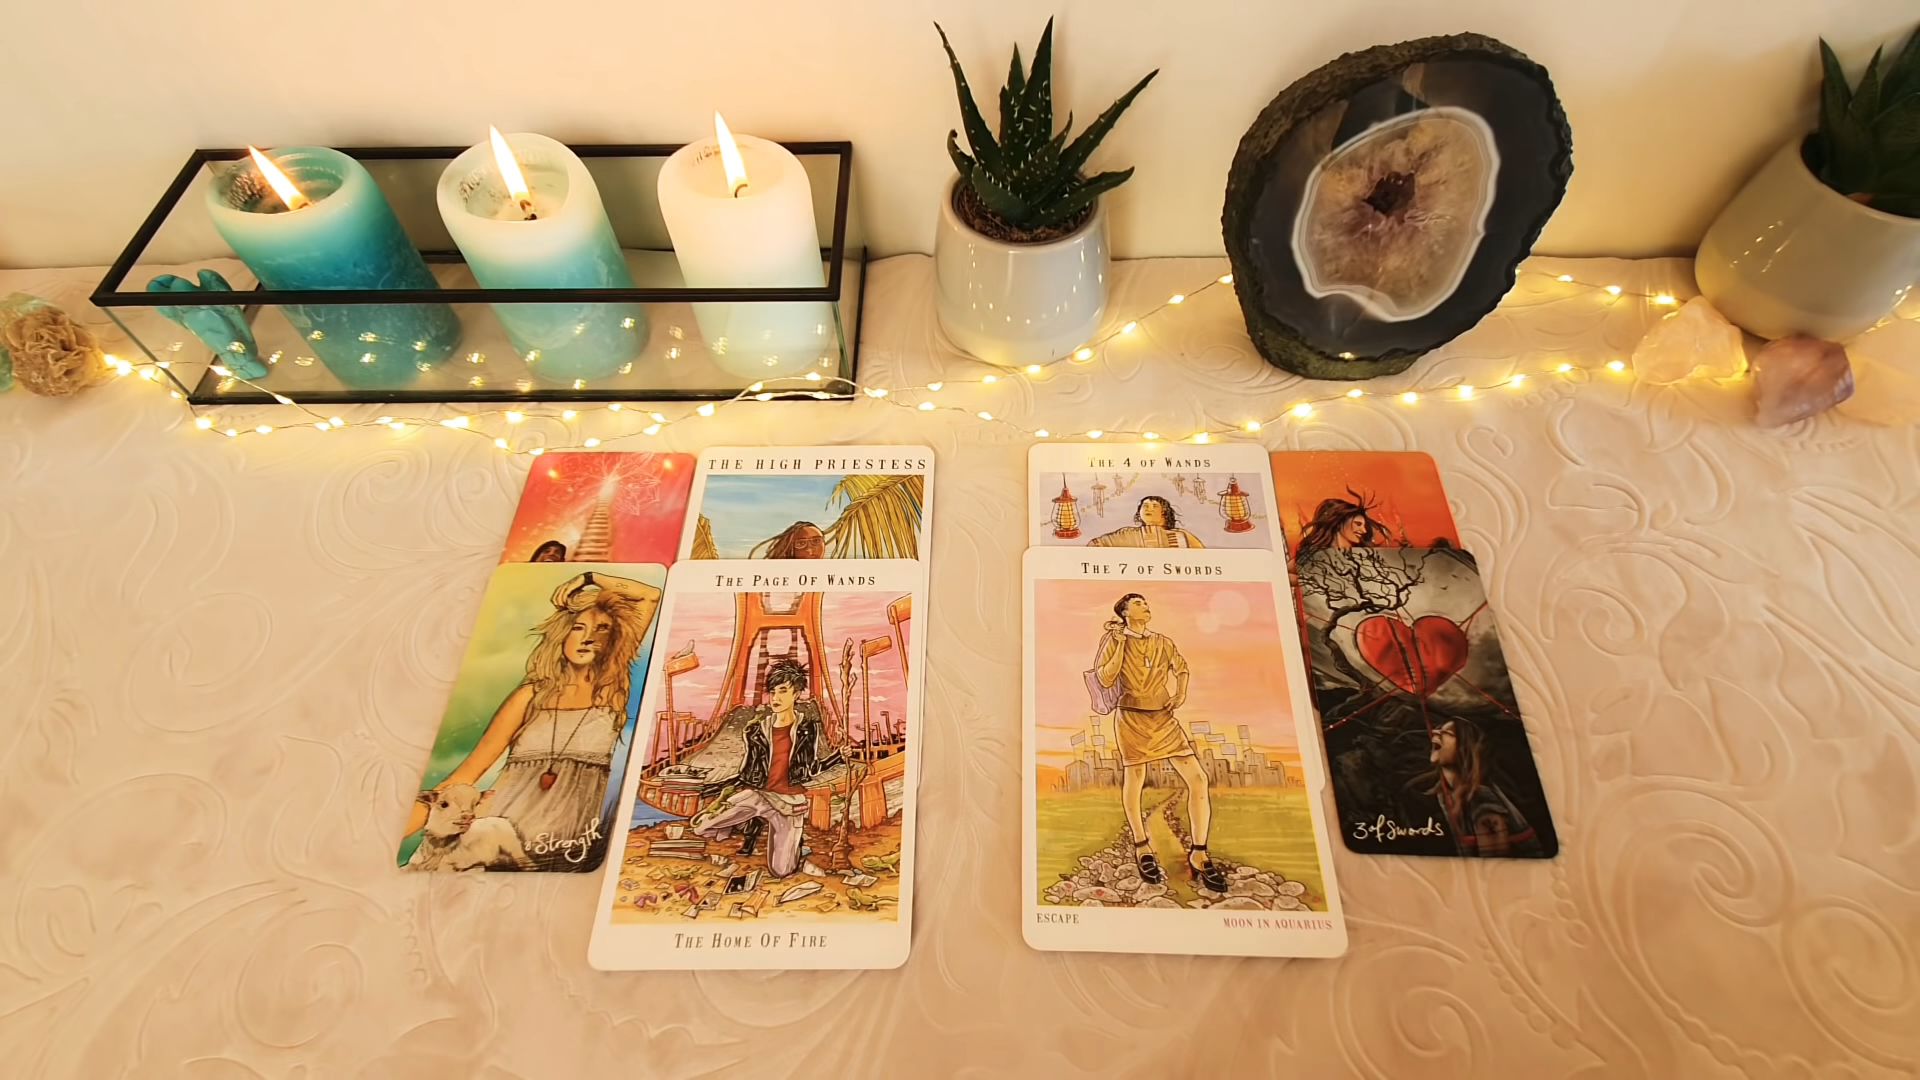 THE HIGH PRIESTESS
THE 4 OF WANDS
THE PAGE OF WANDS
THE 7 OF SWORDS
8 Strength
3 of Swords
THE HOME OF FIRE
ESCAPE
MOON IN AQUARIUS